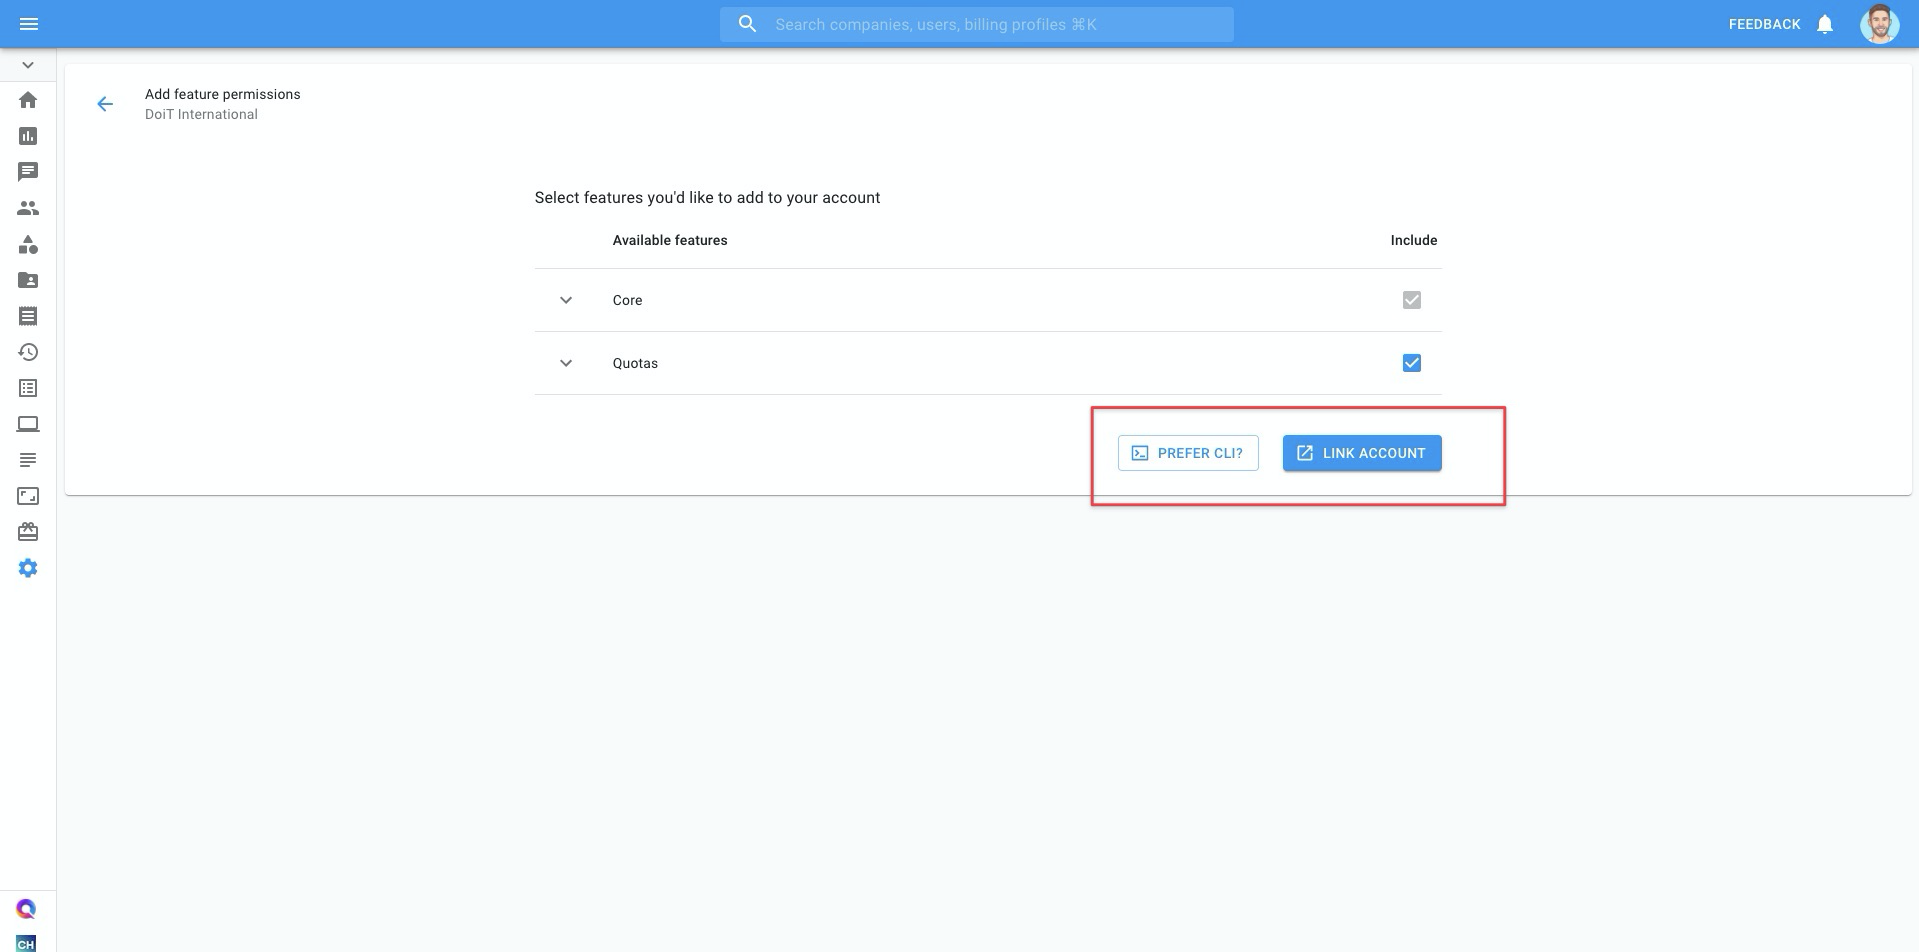 Search companies, users, billing profiles ⌘K
FEEDBACK
Add feature permissions
DoiT International
Select features you'd like to add to your account
Available features
Include
Core
Quotas
PREFER CLI?
LINK ACCOUNT
CH